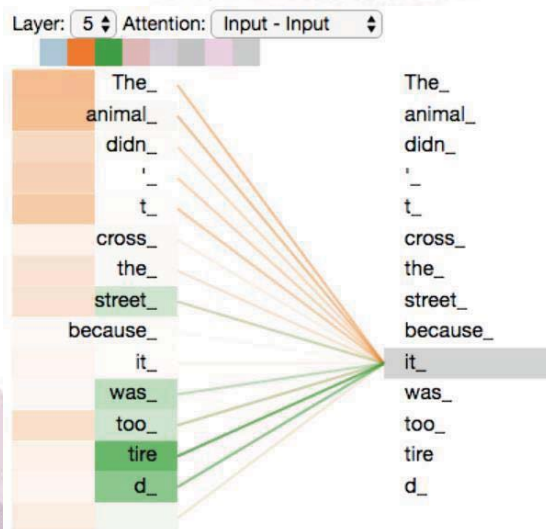 Layer: 5 Attention: Input - Input
The_ The_
animal_ animal_
didn_ didn_
'_ '_
t_ t_
cross_ cross_
the_ the_
street_ street_
because_ because_
it_ it_
was_ was_
too_ too_
tire tire
d_ d_